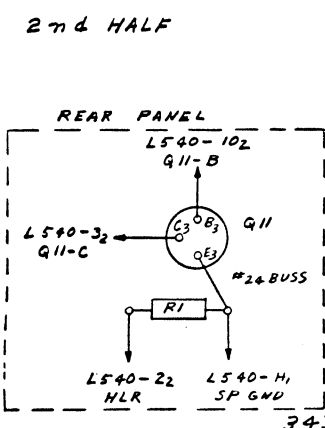 2nd HALF
REAR PANEL
L540-10₂
Q11-B
B₃
Q11
C₃
L540-3₂
Q11-C
E₃
#24 BUSS
R1
L540-2₂
L540-H₁
HLR
SP GND